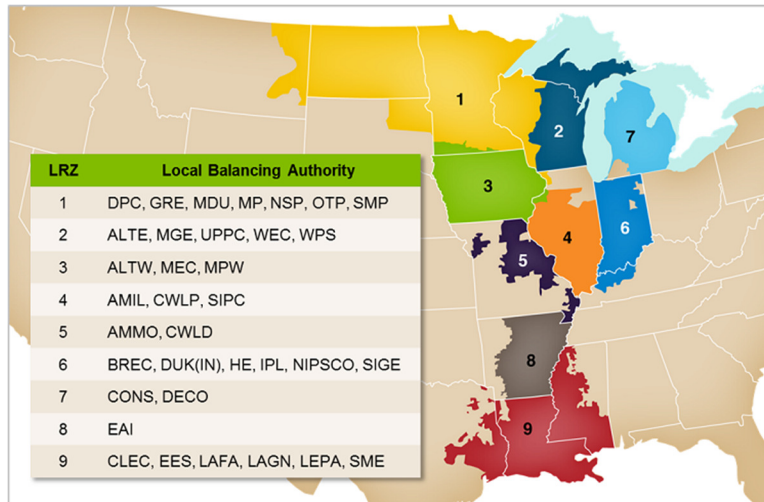 LRZ Local Balancing Authority
1 DPC, GRE, MDU, MP, NSP, OTP, SMP
2 ALTE, MGE, UPPC, WEC, WPS
3 ALTW, MEC, MPW
4 AMIL, CWLP, SIPC
5 AMMO, CWLD
6 BREC, DUK(IN), HE, IPL, NIPSCO, SIGE
7 CONS, DECO
8 EAI
9 CLEC, EES, LAFA, LAGN, LEPA, SME
1
2
7
3
4
6
5
8
9